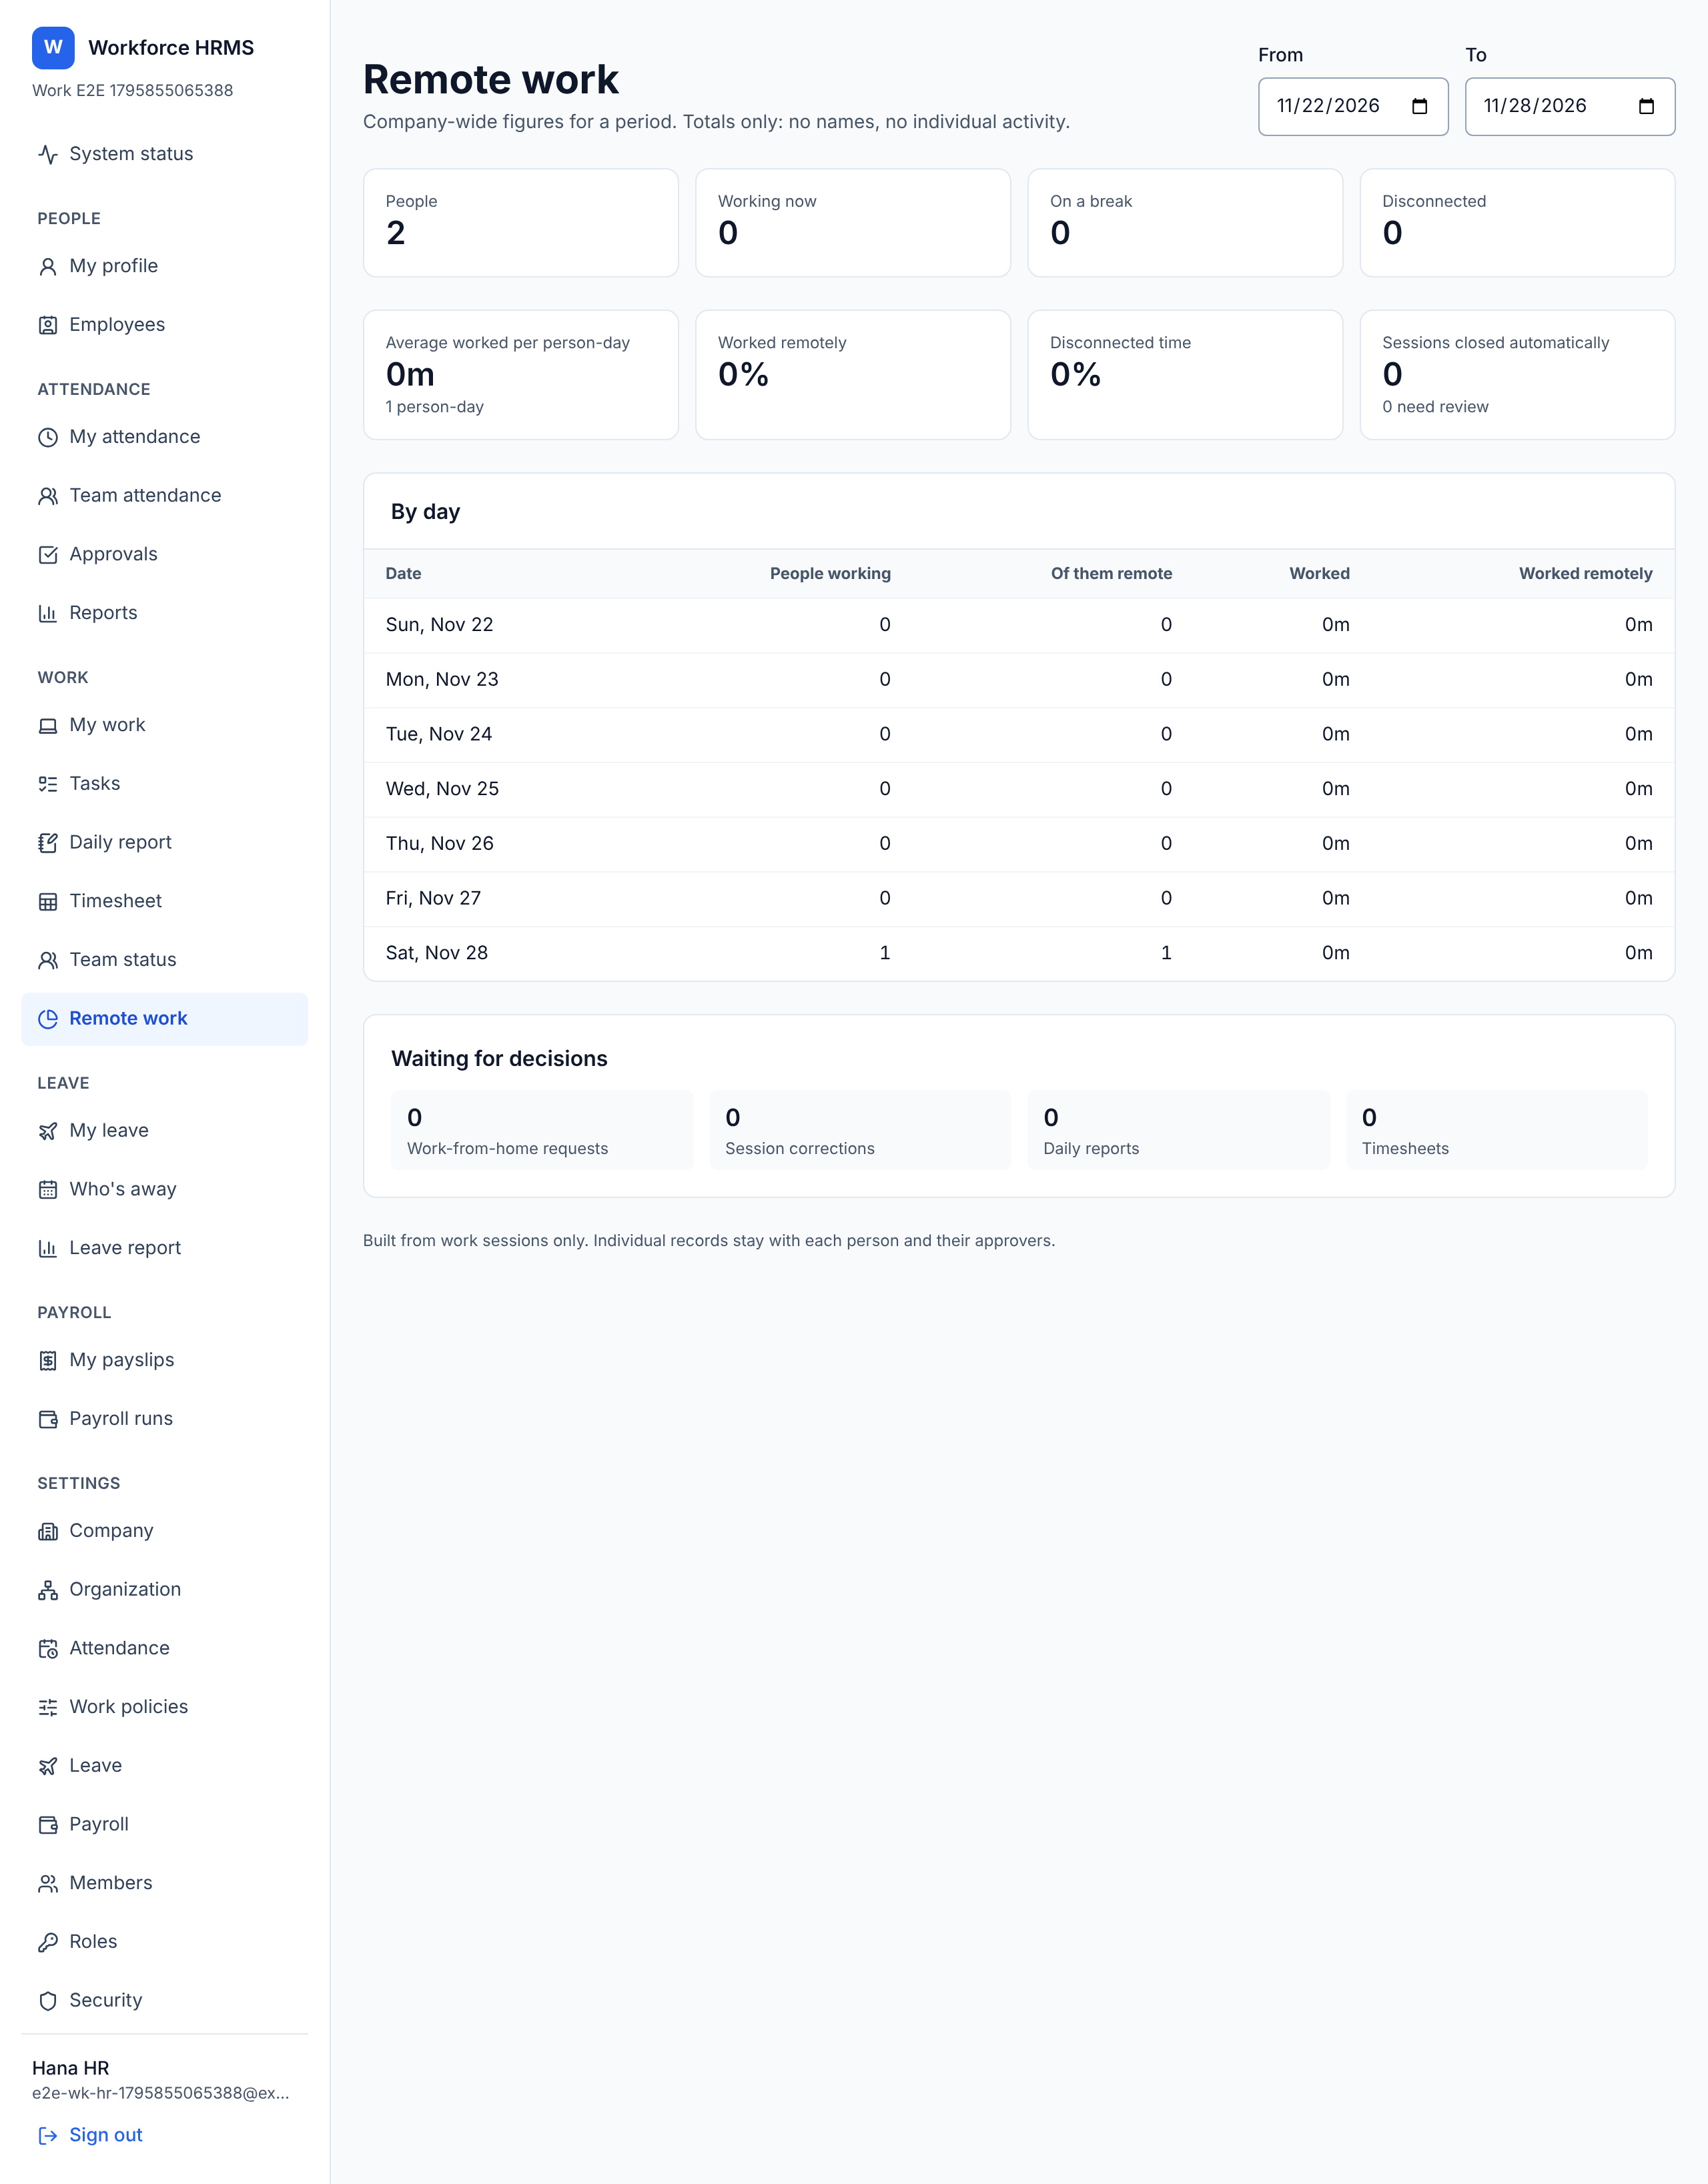 W
Workforce HRMS
Work E2E 1795855065388
System status
PEOPLE
My profile
Employees
ATTENDANCE
My attendance
Team attendance
Approvals
Reports
WORK
My work
Tasks
Daily report
Timesheet
Team status
Remote work
LEAVE
My leave
Who's away
Leave report
PAYROLL
My payslips
Payroll runs
SETTINGS
Company
Organization
Attendance
Work policies
Leave
Payroll
Members
Roles
Security
Hana HR
e2e-wk-hr-1795855065388@ex...
Sign out
Remote work
Company-wide figures for a period. Totals only: no names, no individual activity.
From To
11/22/2026 11/28/2026
People Working now On a break Disconnected
2 0 0 0
Average worked per person-day Worked remotely Disconnected time Sessions closed automatically
0m 0% 0% 0
1 person-day 0 need review
By day
Date People working Of them remote Worked Worked remotely
Sun, Nov 22 0 0 0m 0m
Mon, Nov 23 0 0 0m 0m
Tue, Nov 24 0 0 0m 0m
Wed, Nov 25 0 0 0m 0m
Thu, Nov 26 0 0 0m 0m
Fri, Nov 27 0 0 0m 0m
Sat, Nov 28 1 1 0m 0m
Waiting for decisions
0 0 0 0
Work-from-home requests Session corrections Daily reports Timesheets
Built from work sessions only. Individual records stay with each person and their approvers.